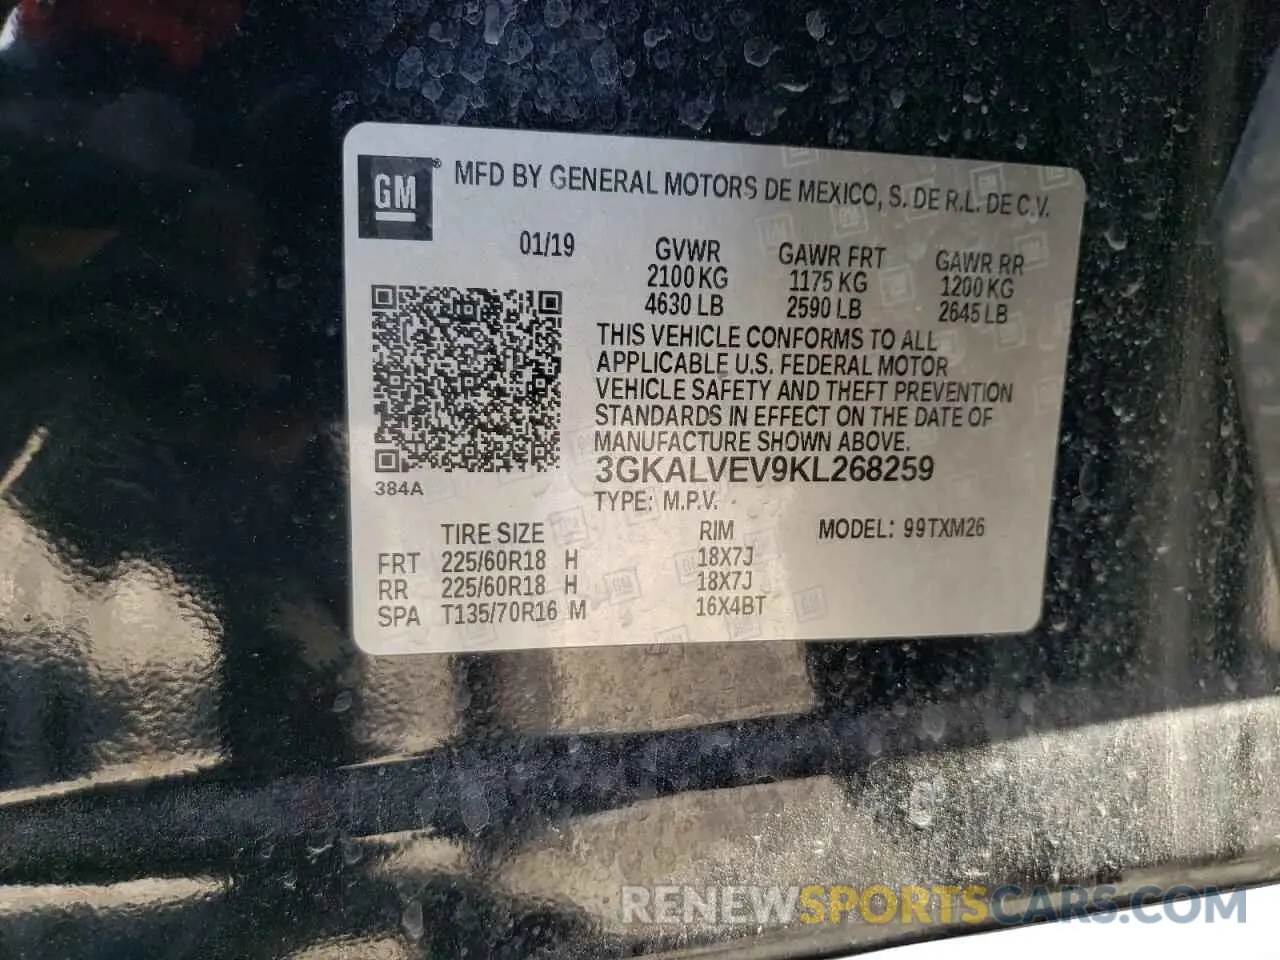 GM
® MFD BY GENERAL MOTORS DE MEXICO, S. DE R.L. DE C.V.
01/19
GVWR GAWR FRT GAWR RR
2100 KG 1175 KG 1200 KG
4630 LB 2590 LB 2645 LB
THIS VEHICLE CONFORMS TO ALL
APPLICABLE U.S. FEDERAL MOTOR
VEHICLE SAFETY AND THEFT PREVENTION
STANDARDS IN EFFECT ON THE DATE OF
MANUFACTURE SHOWN ABOVE.
3GKALVEV9KL268259
384A
TYPE: M.P.V.
TIRE SIZE RIM MODEL: 99TXM26
FRT 225/60R18 H 18X7J
RR 225/60R18 H 18X7J
SPA T135/70R16 M 16X4BT
RENEWSPORTSCARS.COM